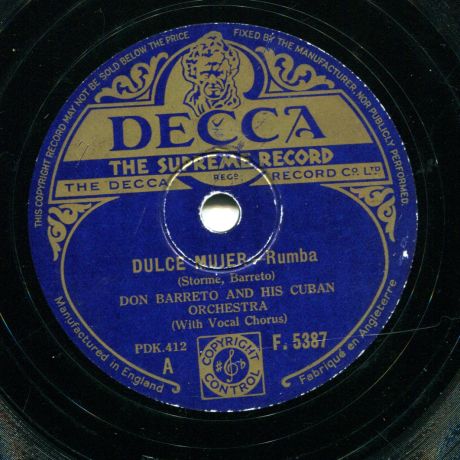 THIS COPYRIGHT RECORD MAY NOT BE SOLD BELOW THE PRICE
FIXED BY THE MANUFACTURER, NOR PUBLICLY PERFORMED.
DECCA
THE SUPREME RECORD
THE DECCA REGD RECORD CO. LTD
DULCE MUJER, Rumba
(Storme, Barreto)
DON BARRETO AND HIS CUBAN
ORCHESTRA
(With Vocal Chorus)
PDK.412
A
F. 5387
COPYRIGHT
CONTROL
Manufactured in England
Fabriqué en Angleterre